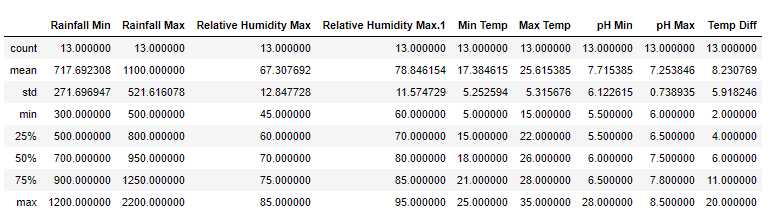 Rainfall Min Rainfall Max Relative Humidity Max Relative Humidity Max.1 Min Temp Max Temp pH Min pH Max Temp Diff
count 13.000000 13.000000 13.000000 13.000000 13.000000 13.000000 13.000000 13.000000 13.000000
mean 717.692308 1100.000000 67.307692 78.846154 17.384615 25.615385 7.715385 7.253846 8.230769
std 271.696947 521.616078 12.847728 11.574729 5.252594 5.315676 6.122615 0.738935 5.918246
min 300.000000 500.000000 45.000000 60.000000 5.000000 15.000000 5.500000 6.000000 2.000000
25% 500.000000 800.000000 60.000000 70.000000 15.000000 22.000000 5.500000 6.500000 4.000000
50% 700.000000 950.000000 70.000000 80.000000 18.000000 26.000000 6.000000 7.500000 6.000000
75% 900.000000 1250.000000 75.000000 85.000000 21.000000 28.000000 6.500000 7.800000 11.000000
max 1200.000000 2200.000000 85.000000 95.000000 25.000000 35.000000 28.000000 8.500000 20.000000